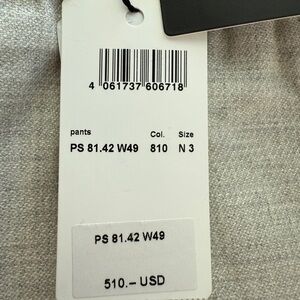 4 061737 606718
pants Col. Size
PS 81.42 W49 810 N 3
PS 81.42 W49
510.– USD